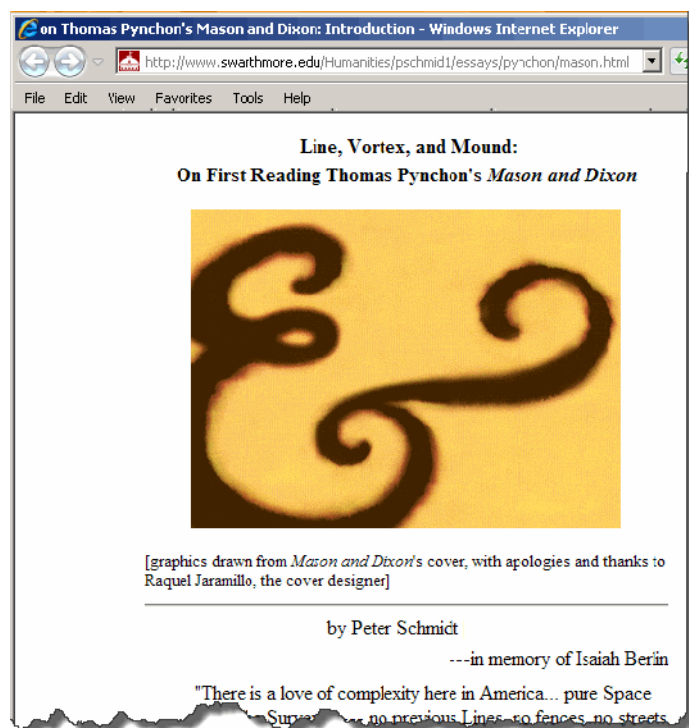 on Thomas Pynchon's Mason and Dixon: Introduction - Windows Internet Explorer
http://www.swarthmore.edu/Humanities/pschmid1/essays/pynchon/mason.html
File Edit View Favorites Tools Help
Line, Vortex, and Mound:
On First Reading Thomas Pynchon's Mason and Dixon
&
[graphics drawn from Mason and Dixon's cover, with apologies and thanks to
Raquel Jaramillo, the cover designer]
by Peter Schmidt
---in memory of Isaiah Berlin
"There is a love of complexity here in America... pure Space
no previous Lines, no fences, no streets